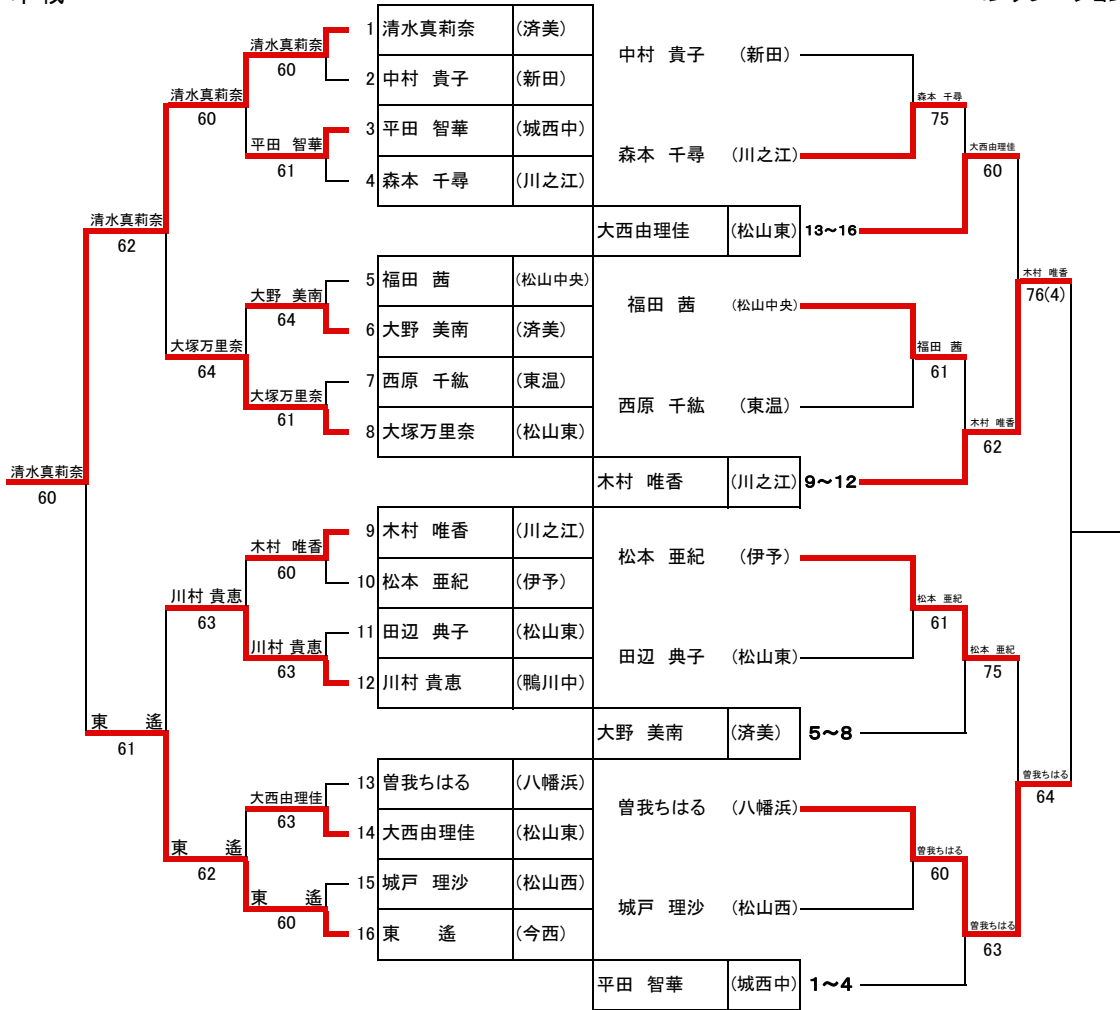 清水真莉奈
60
清水真莉奈
62
清水真莉奈
60
清水真莉奈
60
平田 智華
61
大塚万里奈
64
大野 美南
64
大塚万里奈
61
東 遙
61
川村 貴恵
63
木村 唯香
60
川村 貴恵
63
東 遙
62
大西由理佳
63
東 遙
60
1 清水真莉奈 (済美)
2 中村 貴子 (新田)
3 平田 智華 (城西中)
4 森本 千尋 (川之江)
5 福田 茜 (松山中央)
6 大野 美南 (済美)
7 西原 千紘 (東温)
8 大塚万里奈 (松山東)
9 木村 唯香 (川之江)
10 松本 亜紀 (伊予)
11 田辺 典子 (松山東)
12 川村 貴恵 (鴨川中)
13 曽我ちはる (八幡浜)
14 大西由理佳 (松山東)
15 城戸 理沙 (松山西)
16 東 遙 (今西)
中村 貴子 (新田)
森本 千尋 (川之江)
大西由理佳 (松山東) 13~16
福田 茜 (松山中央)
西原 千紘 (東温)
木村 唯香 (川之江) 9~12
松本 亜紀 (伊予)
田辺 典子 (松山東)
大野 美南 (済美) 5~8
曽我ちはる (八幡浜)
城戸 理沙 (松山西)
平田 智華 (城西中) 1~4
森本 千尋
75
大西由理佳
60
福田 茜
61
木村 唯香
62
木村 唯香
76(4)
松本 亜紀
61
松本 亜紀
75
曽我ちはる
60
曽我ちはる
63
曽我ちはる
64